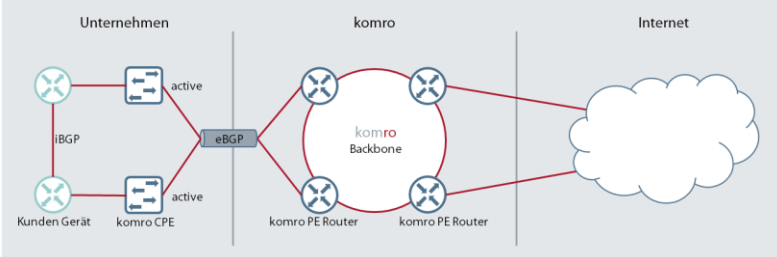 Unternehmen
komro
Internet
active
iBGP
eBGP
komro
Backbone
active
Kunden Gerät
komro CPE
komro PE Router
komro PE Router